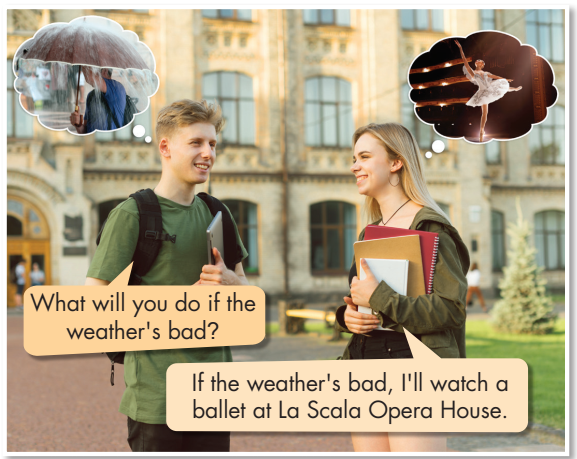 What will you do if the
weather's bad?
If the weather's bad, I'll watch a
ballet at La Scala Opera House.